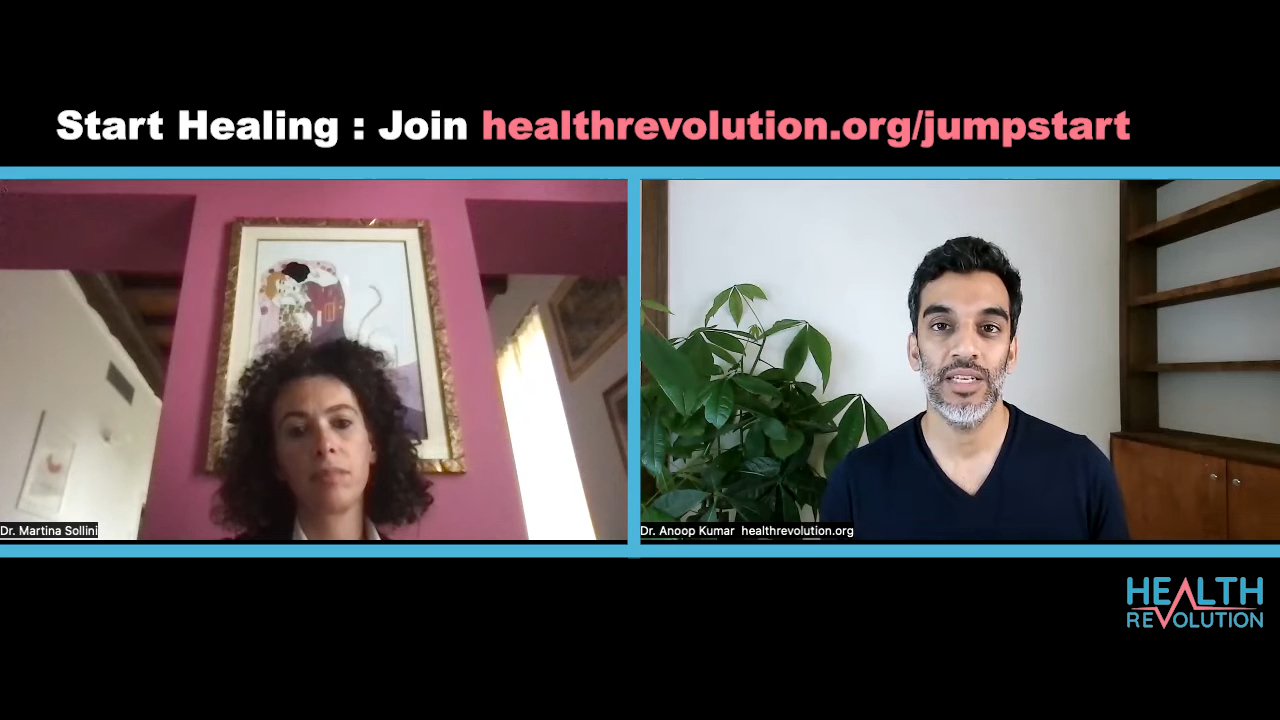 Start Healing : Join healthrevolution.org/jumpstart
Dr. Martina Sollini
Dr. Anoop Kumar healthrevolution.org
HEALTH
REVOLUTION